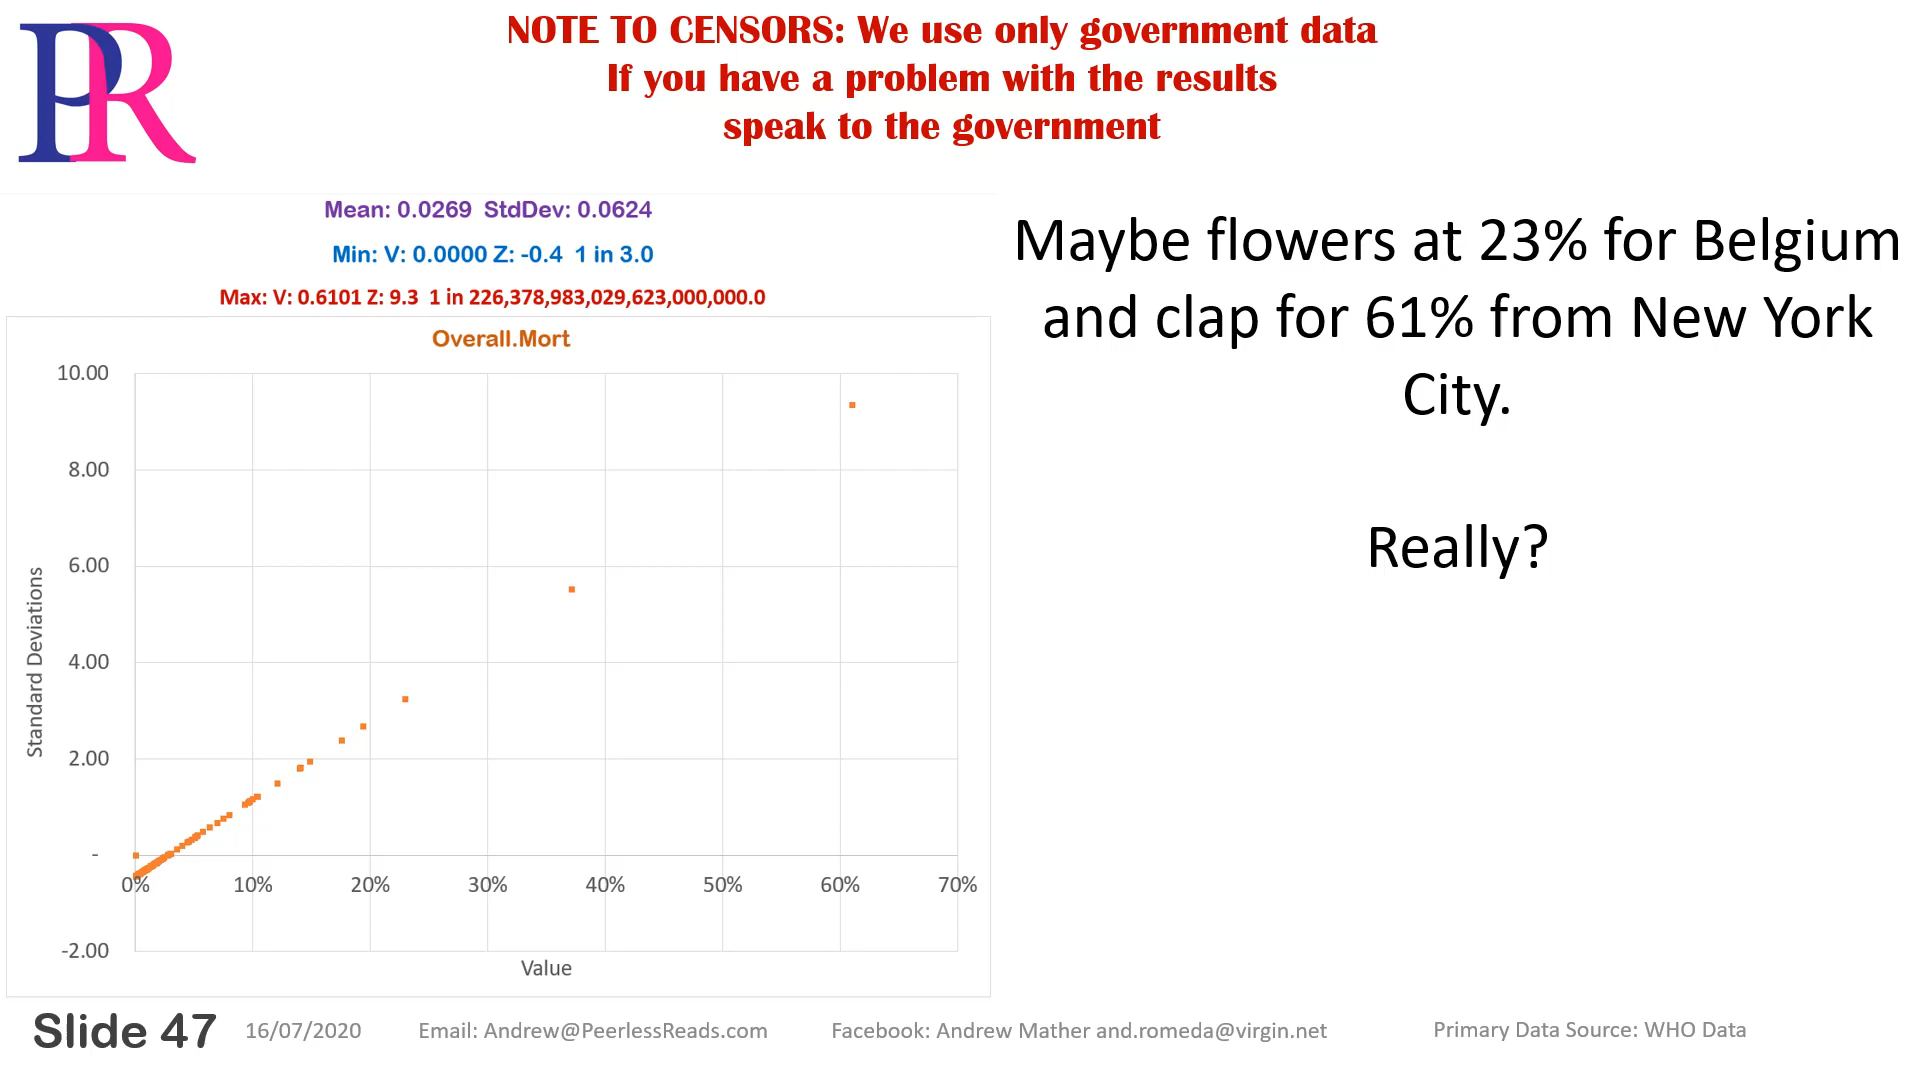 PR
NOTE TO CENSORS: We use only government data
If you have a problem with the results
speak to the government
Mean: 0.0269 StdDev: 0.0624
Min: V: 0.0000 Z: -0.4 1 in 3.0
Max: V: 0.6101 Z: 9.3 1 in 226,378,983,029,623,000,000.0
Overall.Mort
10.00
8.00
6.00
4.00
2.00
-
-2.00
Standard Deviations
0% 10% 20% 30% 40% 50% 60% 70%
Value
Maybe flowers at 23% for Belgium
and clap for 61% from New York
City.
Really?
Slide 47 16/07/2020 Email: Andrew@PeerlessReads.com Facebook: Andrew Mather and.romeda@virgin.net Primary Data Source: WHO Data